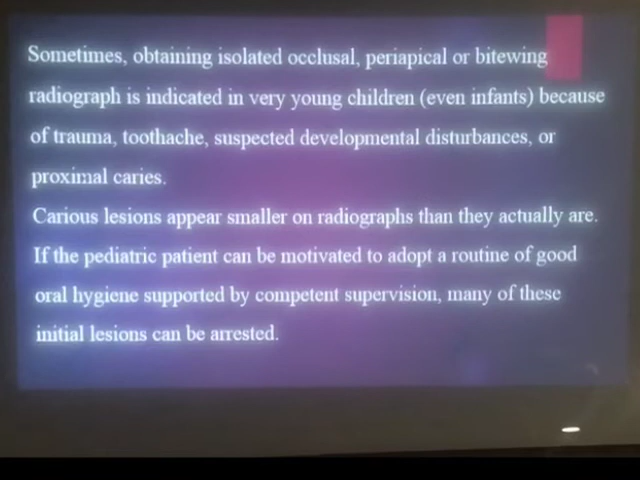 Sometimes, obtaining isolated occlusal, periapical or bitewing
radiograph is indicated in very young children (even infants) because
of trauma, toothache, suspected developmental disturbances, or
proximal caries.
Carious lesions appear smaller on radiographs than they actually are.
If the pediatric patient can be motivated to adopt a routine of good
oral hygiene supported by competent supervision, many of these
initial lesions can be arrested.